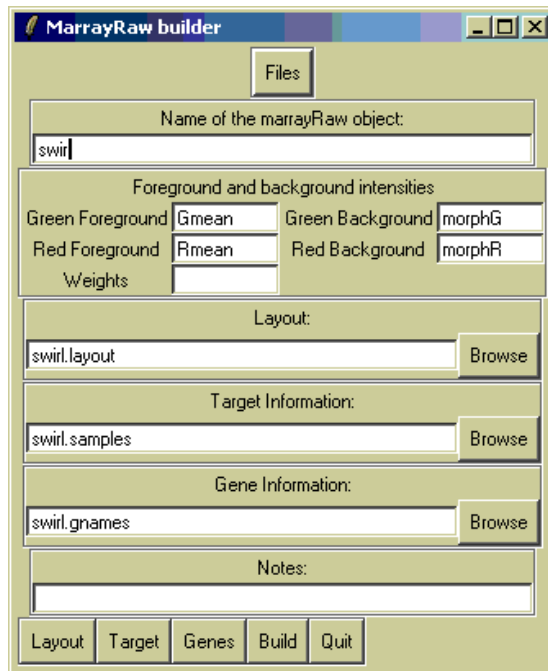 MarrayRaw builder
Files
Name of the marrayRaw object:
swir
Foreground and background intensities
Green Foreground Gmean Green Background morphG
Red Foreground Rmean Red Background morphR
Weights
Layout:
swirl.layout Browse
Target Information:
swirl.samples Browse
Gene Information:
swirl.gnames Browse
Notes:
Layout Target Genes Build Quit